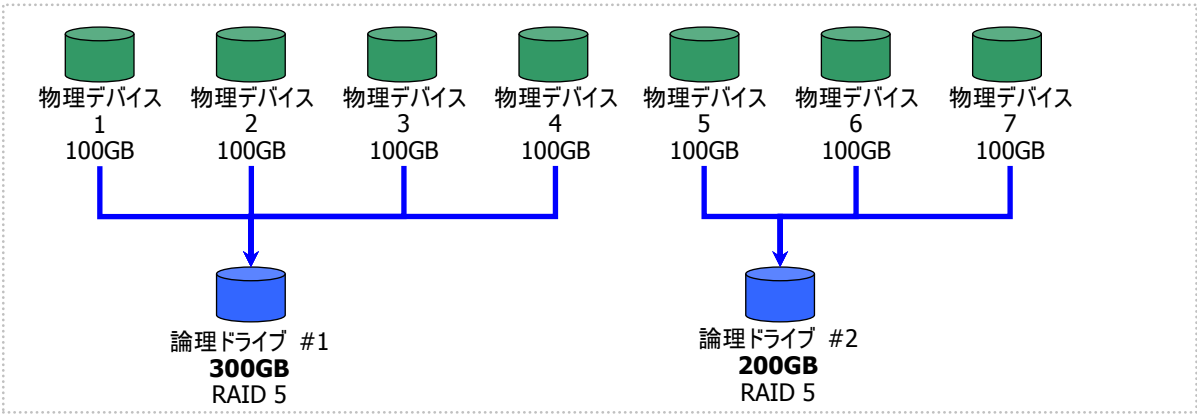 物理デバイス 物理デバイス 物理デバイス 物理デバイス 物理デバイス 物理デバイス 物理デバイス
1 2 3 4 5 6 7
100GB 100GB 100GB 100GB 100GB 100GB 100GB
論理ドライブ #1 論理ドライブ #2
300GB 200GB
RAID 5 RAID 5